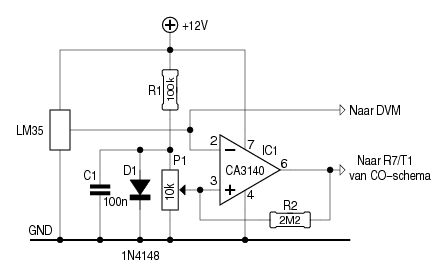 +12V
R1
100k
Naar DVM
LM35
2
7
IC1
P1
CA3140
6
Naar R7/T1
van CO-schema
C1
D1
100n
10k
3
4
R2
2M2
GND
1N4148